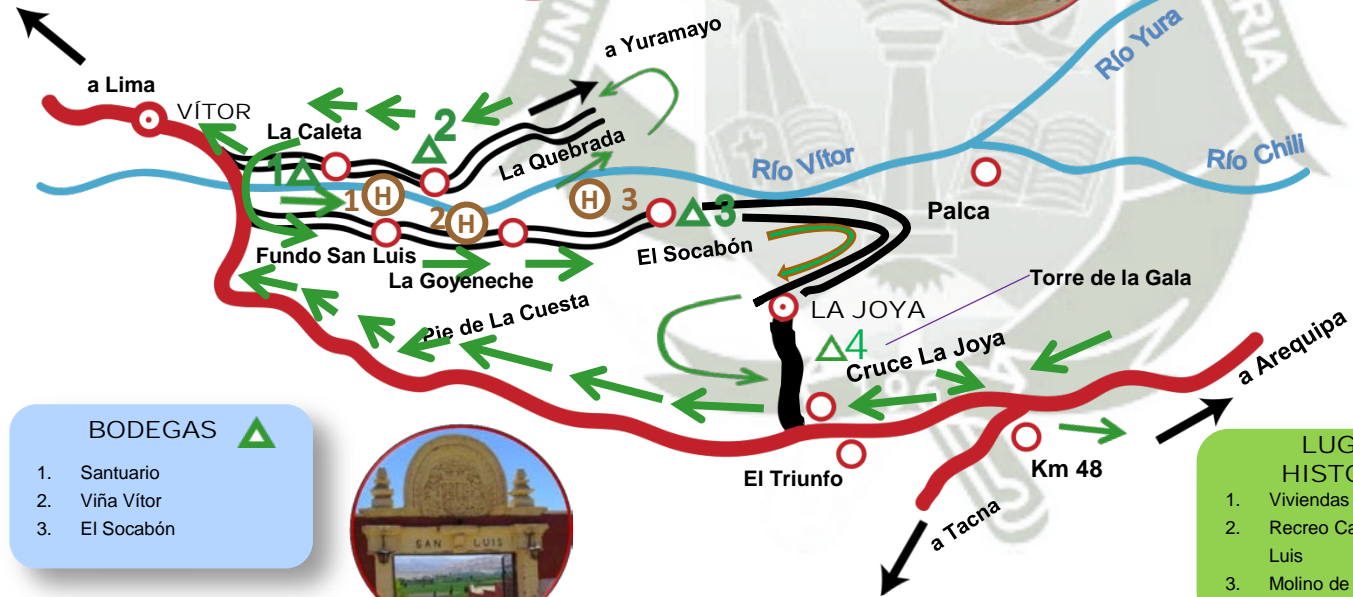 a Yuramayo
a Lima
Río Yura
VÍTOR
La Caleta
2
La Quebrada
Río Vítor
Río Chili
1
H
1
H
2
H
3
3
Palca
Fundo San Luis
El Socabón
La Goyeneche
Torre de la Gala
Pie de La Cuesta
LA JOYA
4
Cruce La Joya
a Arequipa
El Triunfo
Km 48
a Tacna
BODEGAS
1. Santuario
2. Viña Vítor
3. El Socabón
SAN LUIS
LUG
HISTO
1. Viviendas
2. Recreo Ca
Luis
3. Molino de